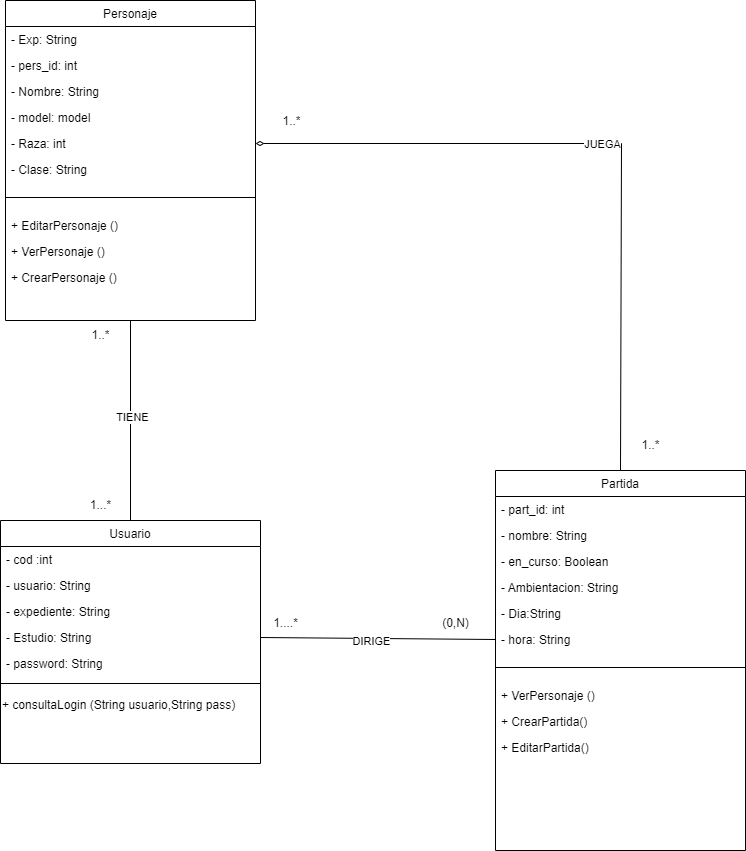 Personaje
- Exp: String
- pers_id: int
- Nombre: String
- model: model
- Raza: int
- Clase: String
+ EditarPersonaje ()
+ VerPersonaje ()
+ CrearPersonaje ()
1..*
JUEGA
1..*
TIENE
1..*
1...*
Usuario
- cod :int
- usuario: String
- expediente: String
- Estudio: String
- password: String
+ consultaLogin (String usuario,String pass)
1....*
(0,N)
DIRIGE
Partida
- part_id: int
- nombre: String
- en_curso: Boolean
- Ambientacion: String
- Dia:String
- hora: String
+ VerPersonaje ()
+ CrearPartida()
+ EditarPartida()